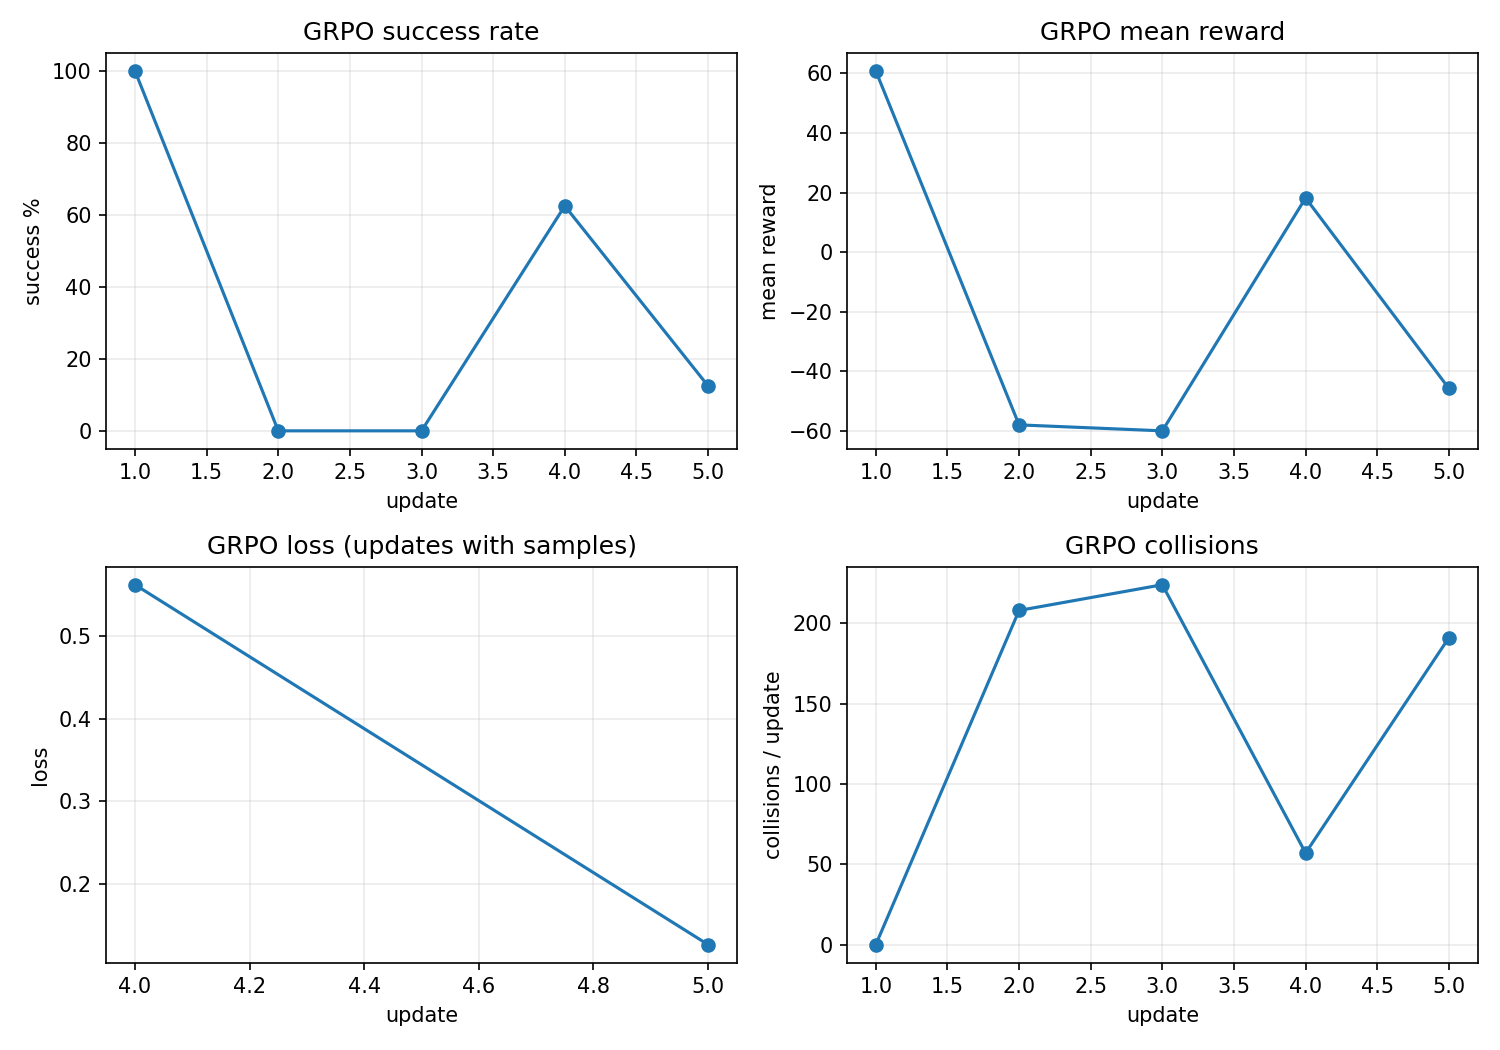 GRPO success rate
success %
100
80
60
40
20
0
1.0 1.5 2.0 2.5 3.0 3.5 4.0 4.5 5.0
update
GRPO mean reward
mean reward
60
40
20
0
−20
−40
−60
1.0 1.5 2.0 2.5 3.0 3.5 4.0 4.5 5.0
update
GRPO loss (updates with samples)
loss
0.5
0.4
0.3
0.2
4.0 4.2 4.4 4.6 4.8 5.0
update
GRPO collisions
collisions / update
200
150
100
50
0
1.0 1.5 2.0 2.5 3.0 3.5 4.0 4.5 5.0
update